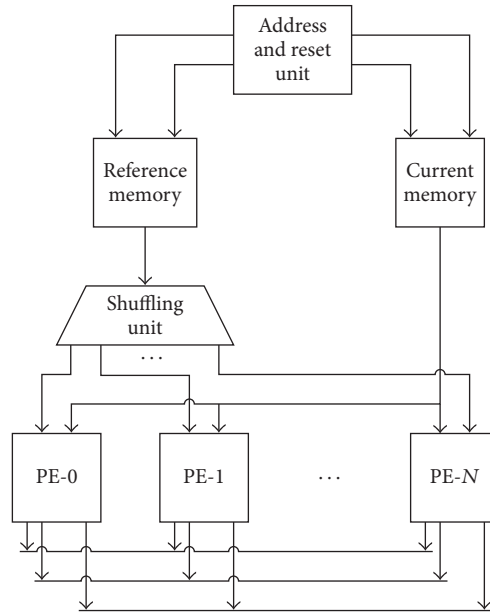 Address
and reset
unit
Reference
memory
Current
memory
Shuffling
unit
...
PE-0
PE-1
...
PE-N